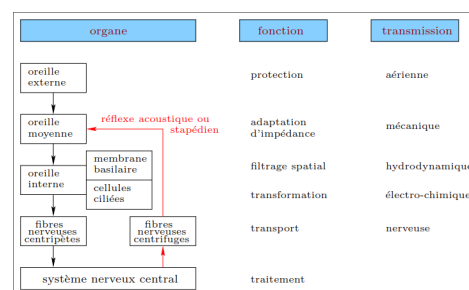 organe fonction transmission
oreille
externe
protection aérienne
réflexe acoustique ou
stapédien
oreille
moyenne
adaptation
d'impédance
mécanique
membrane
basilaire
filtrage spatial hydrodynamique
oreille
interne
cellules
ciliées
transformation électro-chimique
fibres
nerveuses
centripètes
fibres
nerveuses
centrifuges
transport nerveuse
système nerveux central traitement